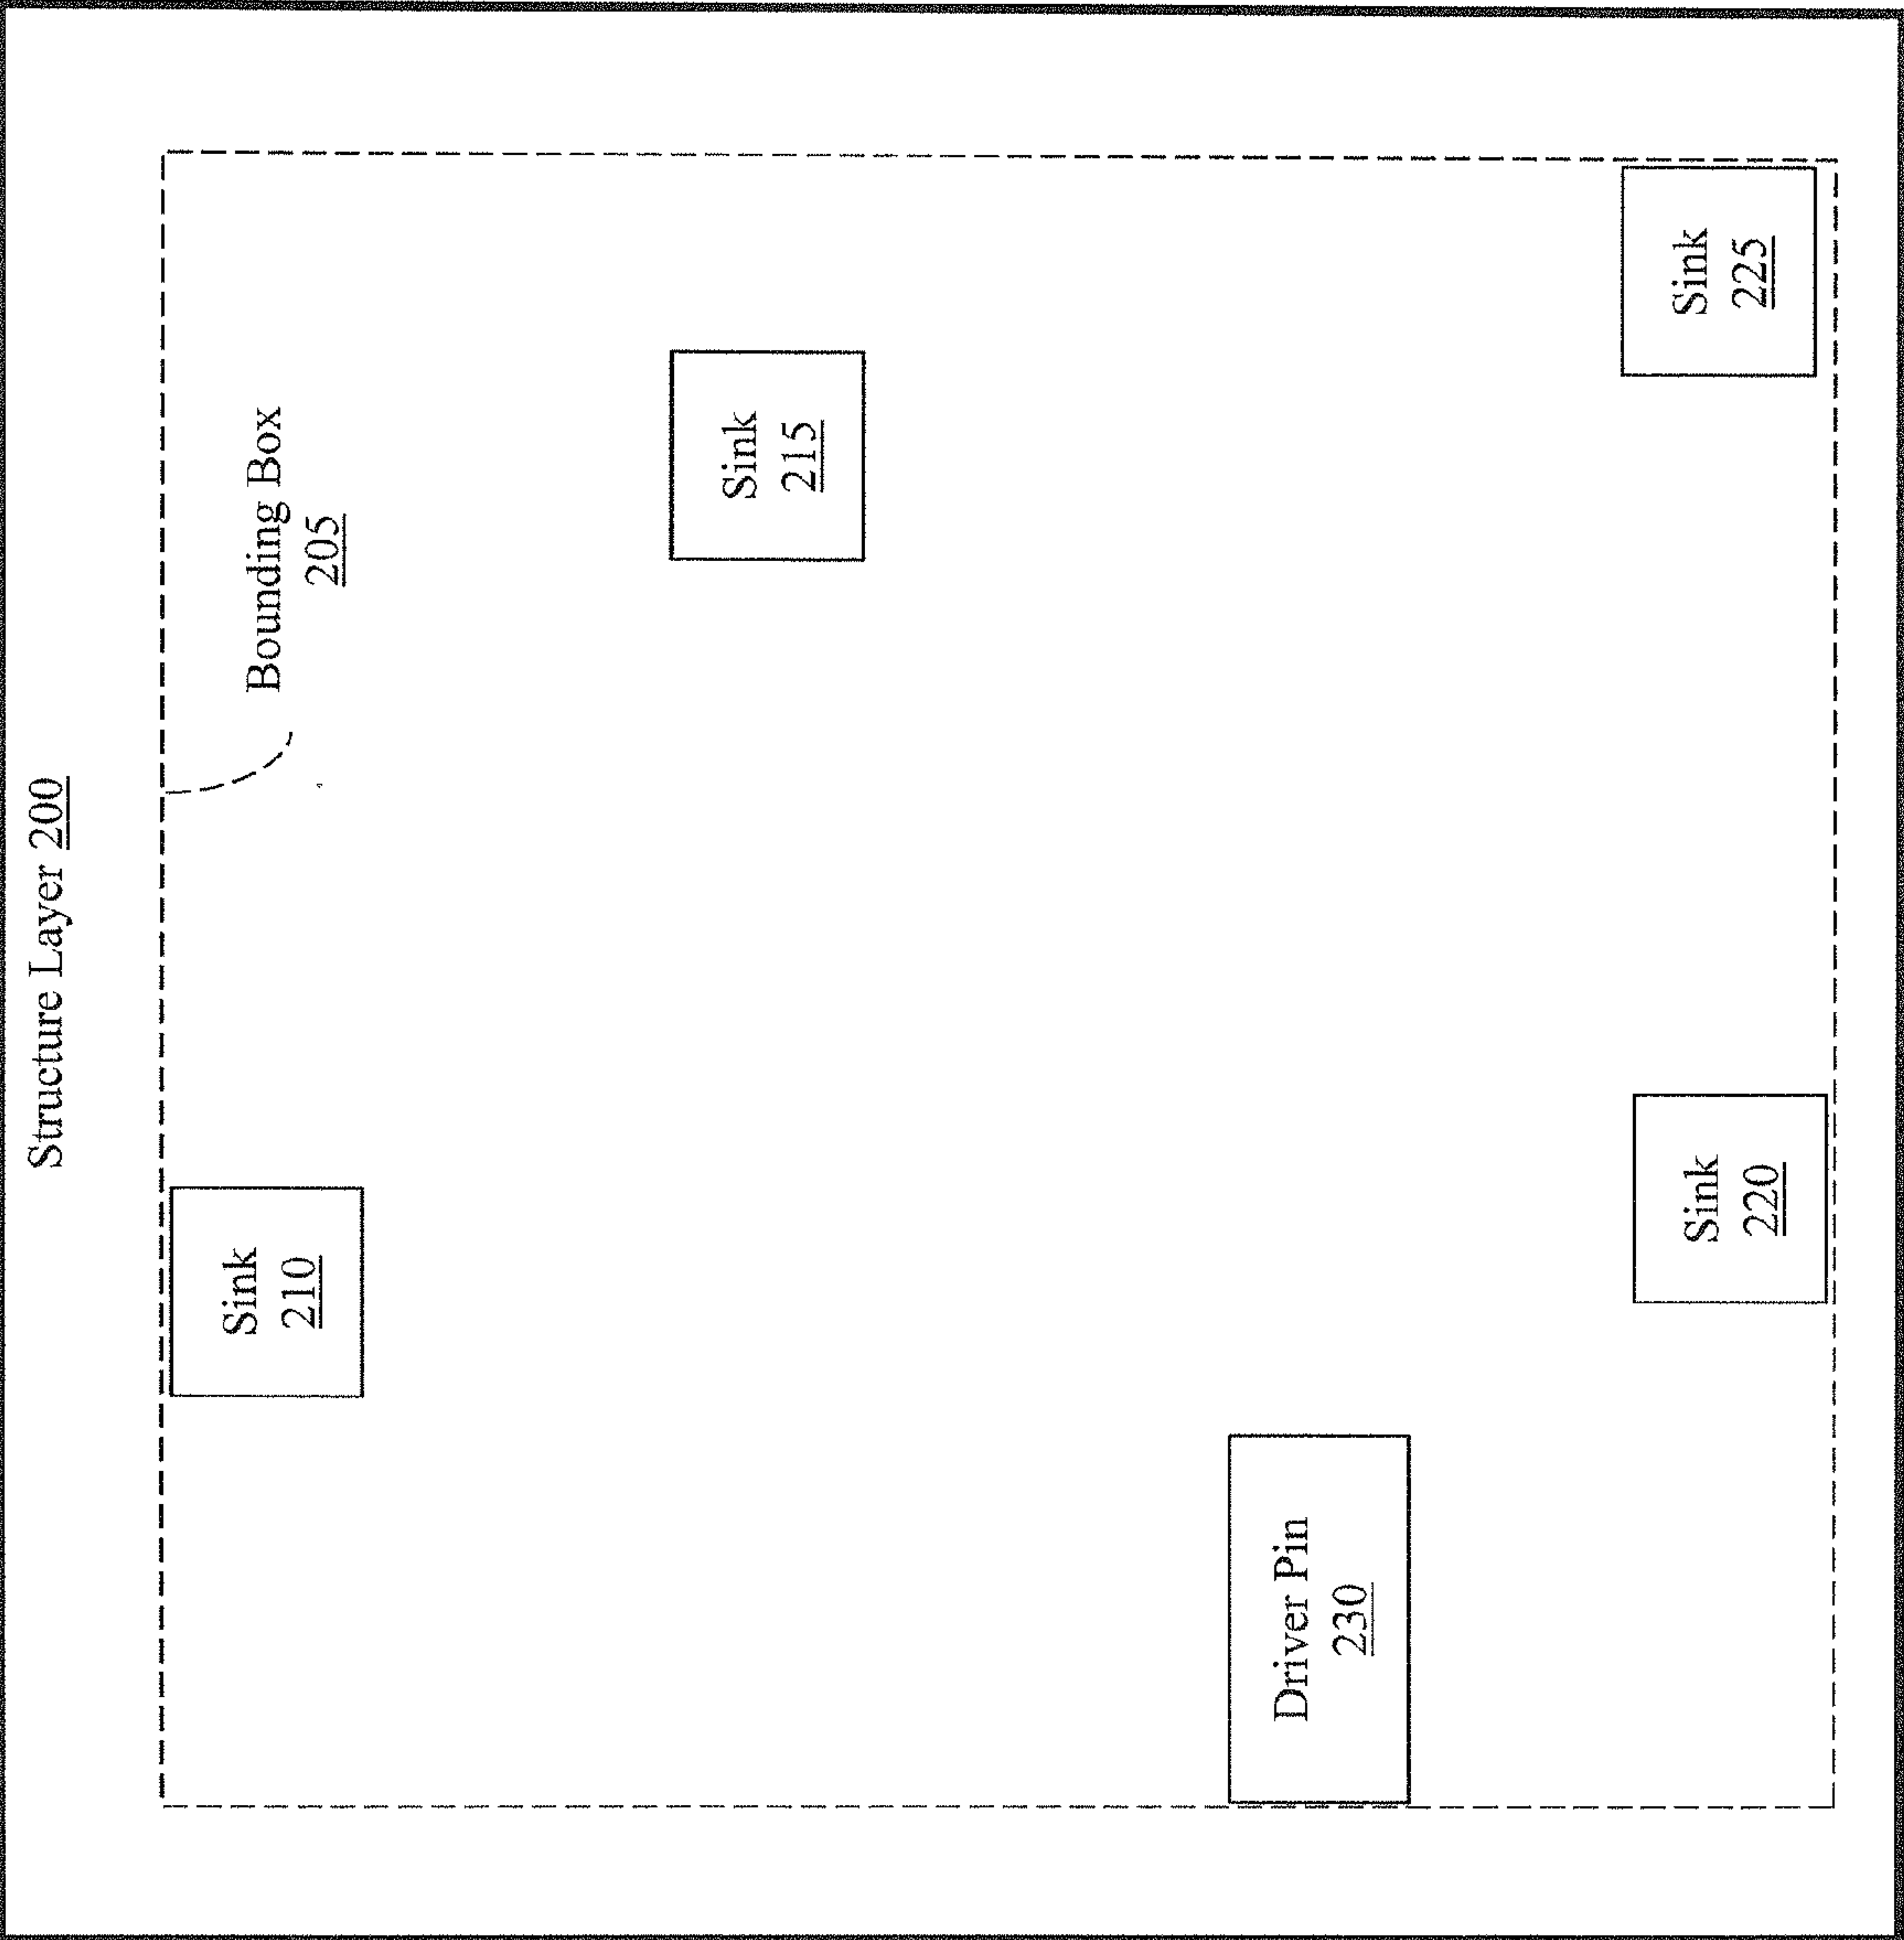 Structure Layer 200
Bounding Box
205
Sink
210
Sink
215
Driver Pin
230
Sink
220
Sink
225